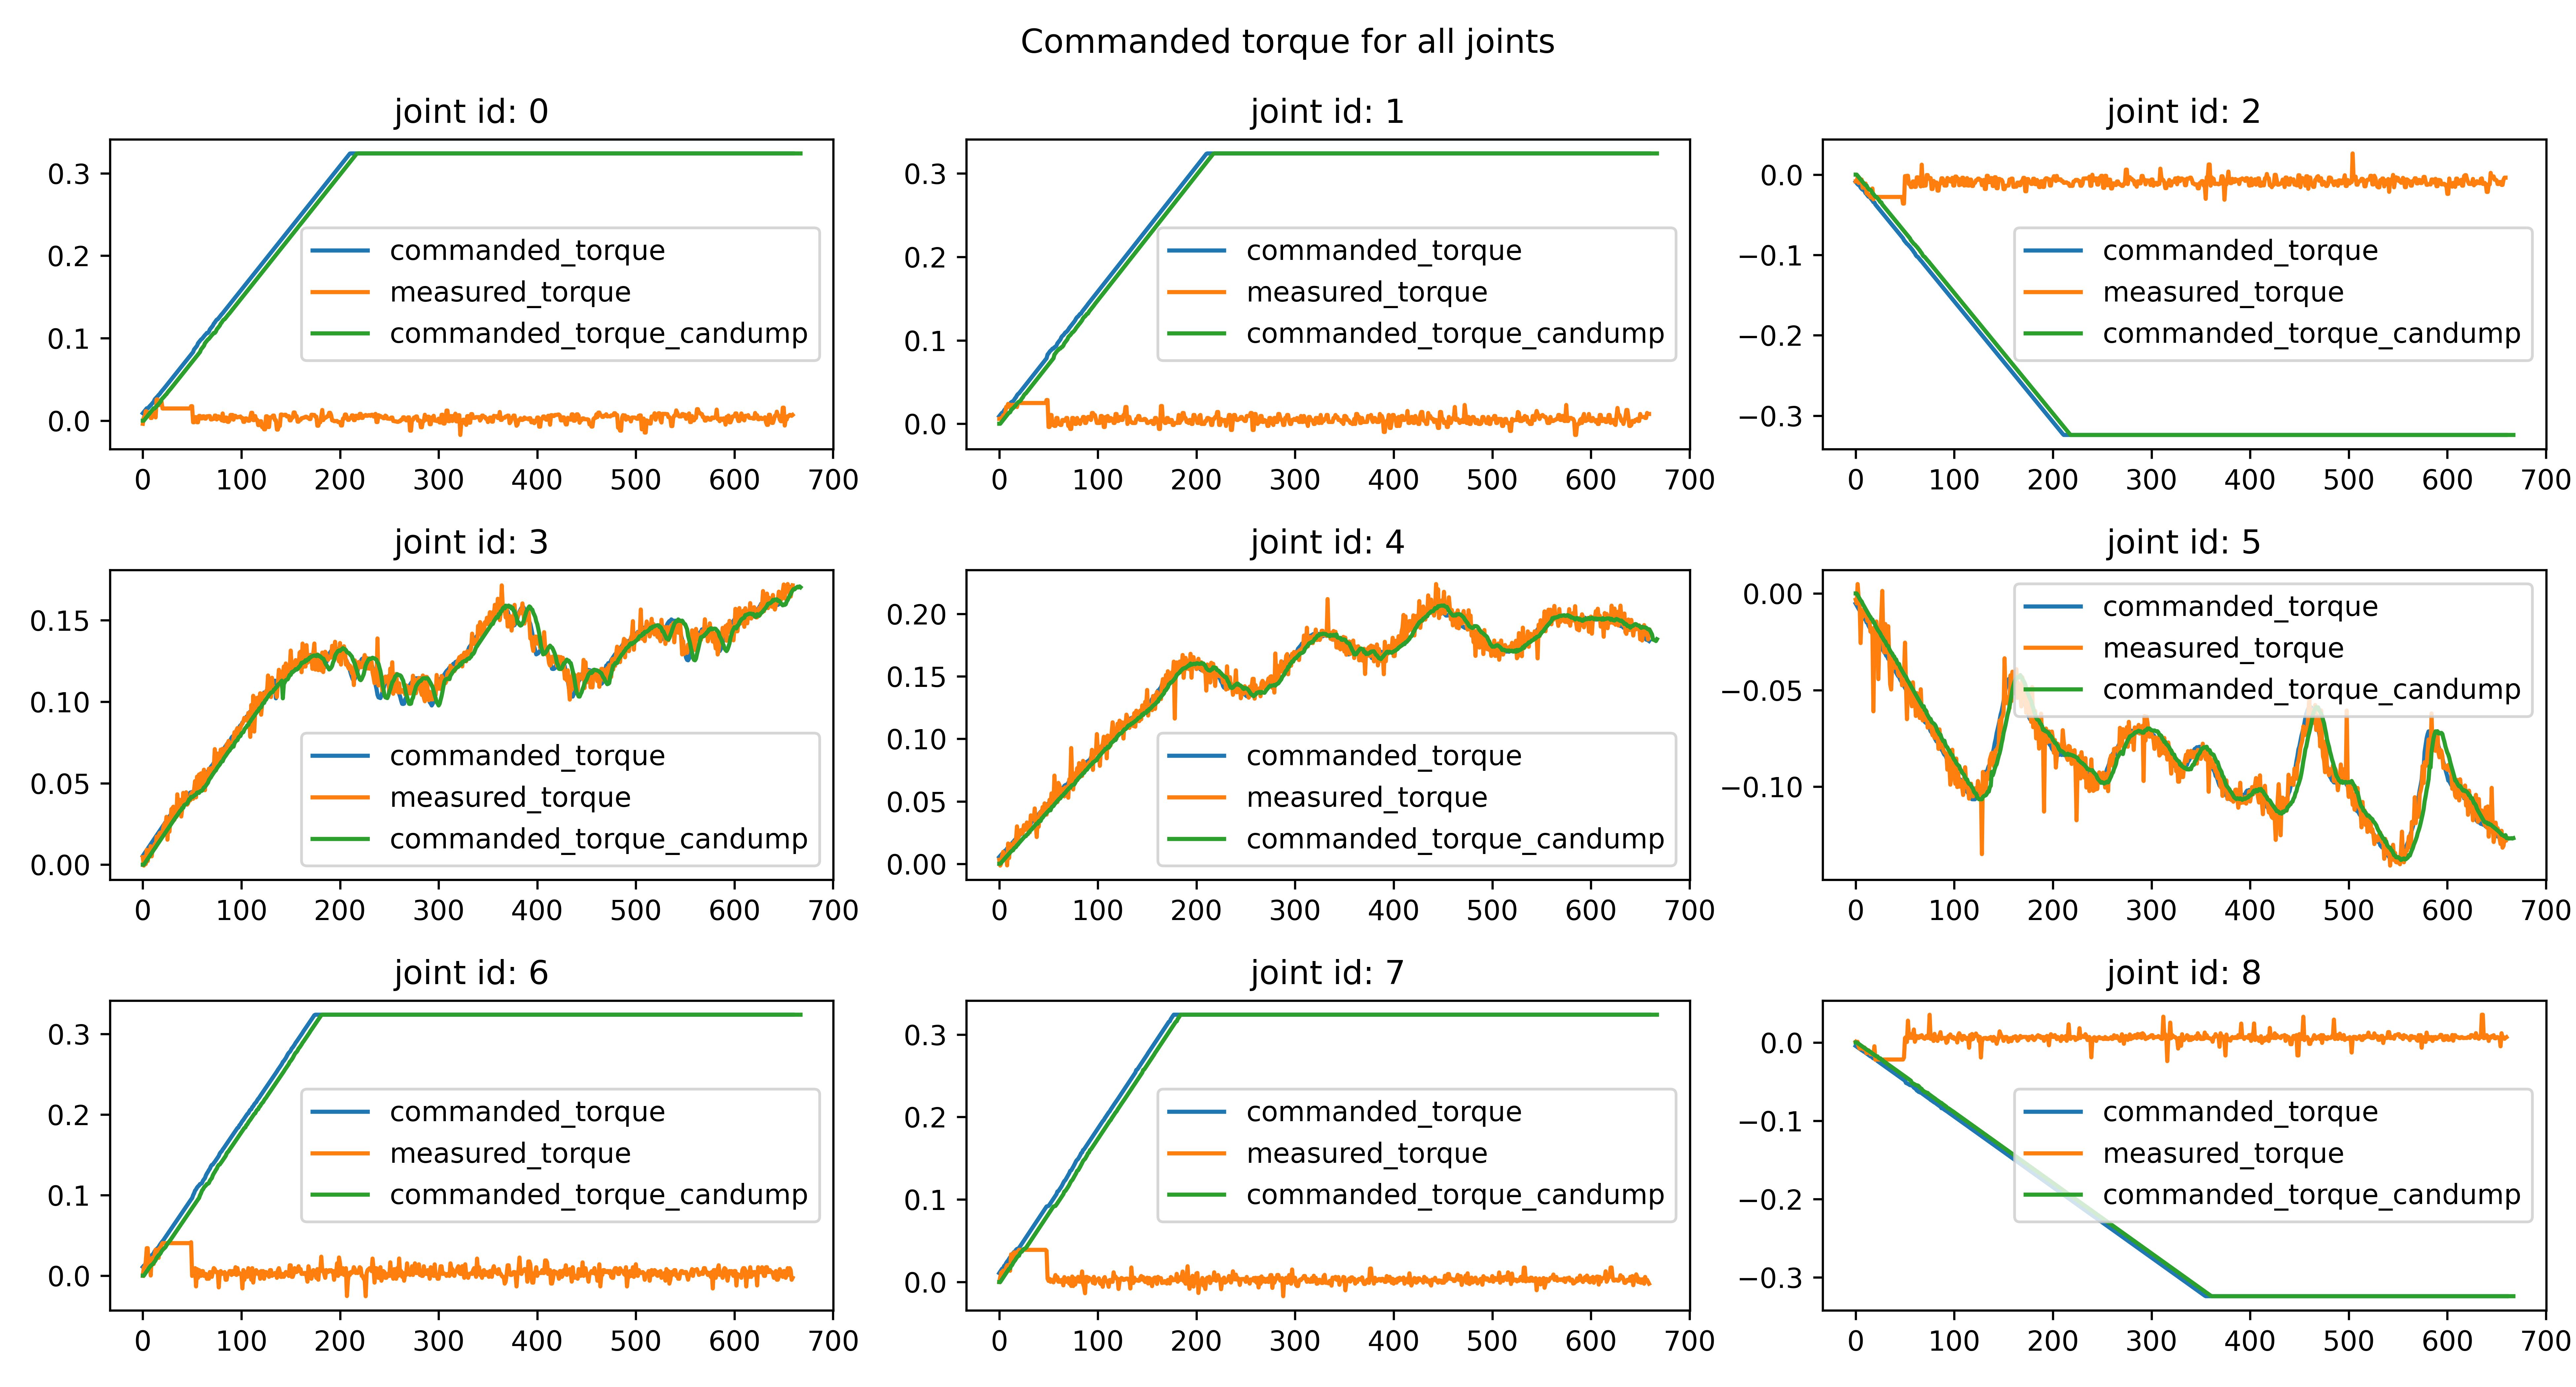 Commanded torque for all joints
joint id: 0
0.3
0.2
0.1
0.0
commanded_torque
measured_torque
commanded_torque_candump
0 100 200 300 400 500 600 700
joint id: 1
0.3
0.2
0.1
0.0
commanded_torque
measured_torque
commanded_torque_candump
0 100 200 300 400 500 600 700
joint id: 2
0.0
−0.1
−0.2
−0.3
commanded_torque
measured_torque
commanded_torque_candump
0 100 200 300 400 500 600 700
joint id: 3
0.15
0.10
0.05
0.00
commanded_torque
measured_torque
commanded_torque_candump
0 100 200 300 400 500 600 700
joint id: 4
0.20
0.15
0.10
0.05
0.00
commanded_torque
measured_torque
commanded_torque_candump
0 100 200 300 400 500 600 700
joint id: 5
0.00
−0.05
−0.10
commanded_torque
measured_torque
commanded_torque_candump
0 100 200 300 400 500 600 700
joint id: 6
0.3
0.2
0.1
0.0
commanded_torque
measured_torque
commanded_torque_candump
0 100 200 300 400 500 600 700
joint id: 7
0.3
0.2
0.1
0.0
commanded_torque
measured_torque
commanded_torque_candump
0 100 200 300 400 500 600 700
joint id: 8
0.0
−0.1
−0.2
−0.3
commanded_torque
measured_torque
commanded_torque_candump
0 100 200 300 400 500 600 700